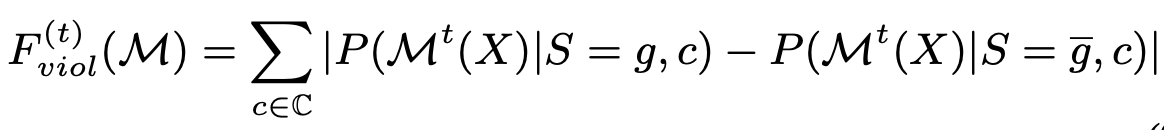 F_{viol}^{(t)}(\mathcal{M}) = \sum_{c \in \mathbb{C}} |P(\mathcal{M}^t(X)|S = g, c) - P(\mathcal{M}^t(X)|S = \overline{g}, c)|